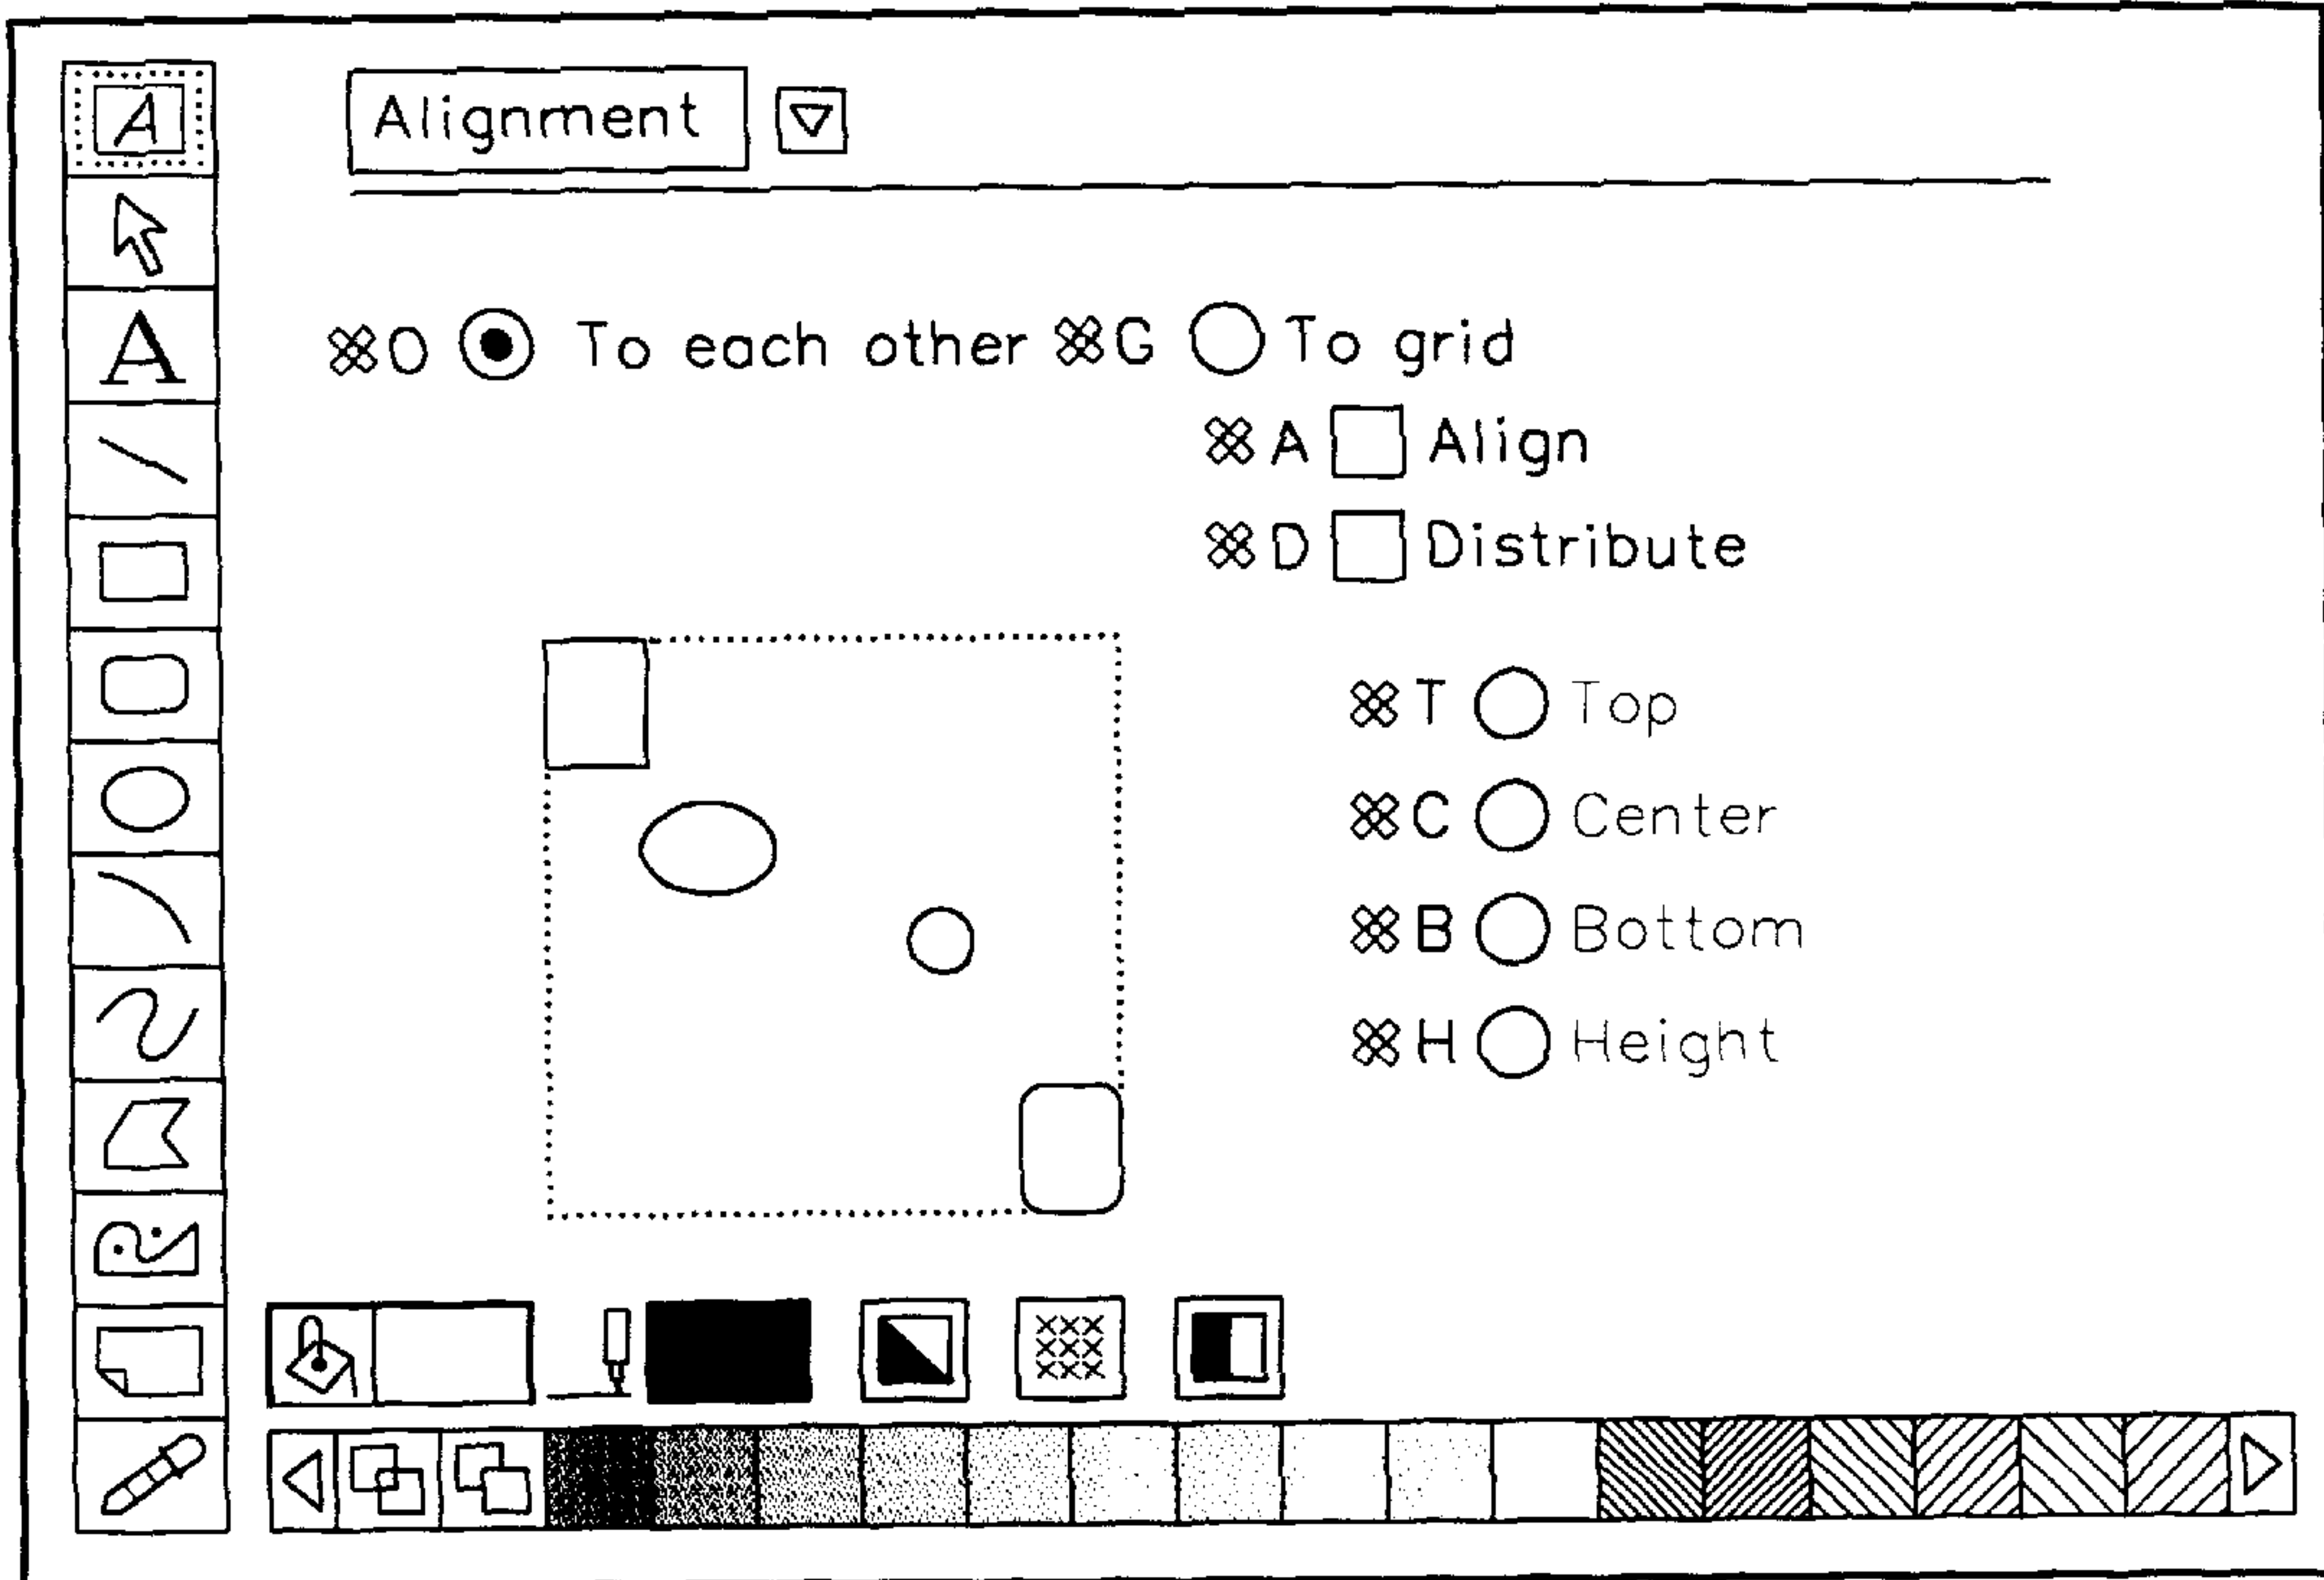 A
Alignment
A
⌘O To each other ⌘G To grid
⌘A Align
⌘D Distribute
⌘T Top
⌘C Center
⌘B Bottom
⌘H Height